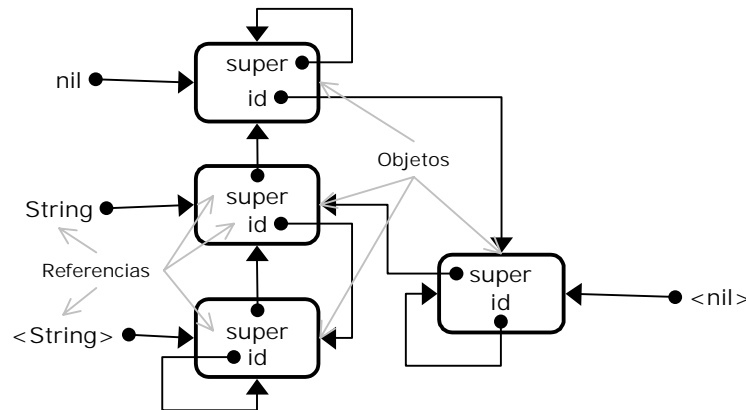 super
nil
id
Objetos
super
String
id
Referencias
super
id
<nil>
super
<String>
id